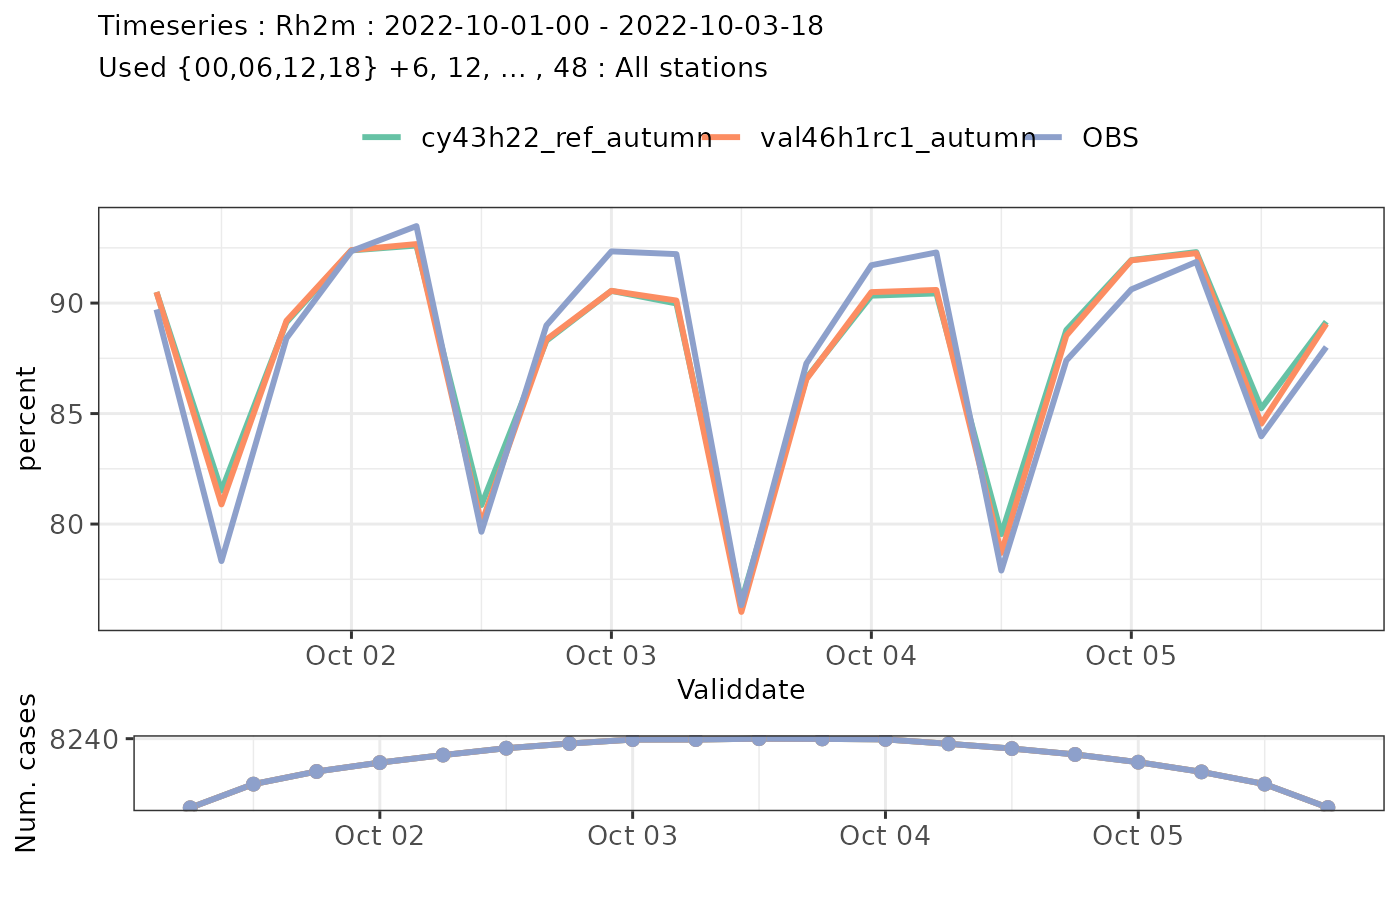 Timeseries : Rh2m : 2022-10-01-00 - 2022-10-03-18
Used {00,06,12,18} +6, 12, ... , 48 : All stations
cy43h22_ref_autumn val46h1rc1_autumn OBS
90
85
80
percent
Oct 02 Oct 03 Oct 04 Oct 05
Validdate
8240
Num. cases
Oct 02 Oct 03 Oct 04 Oct 05